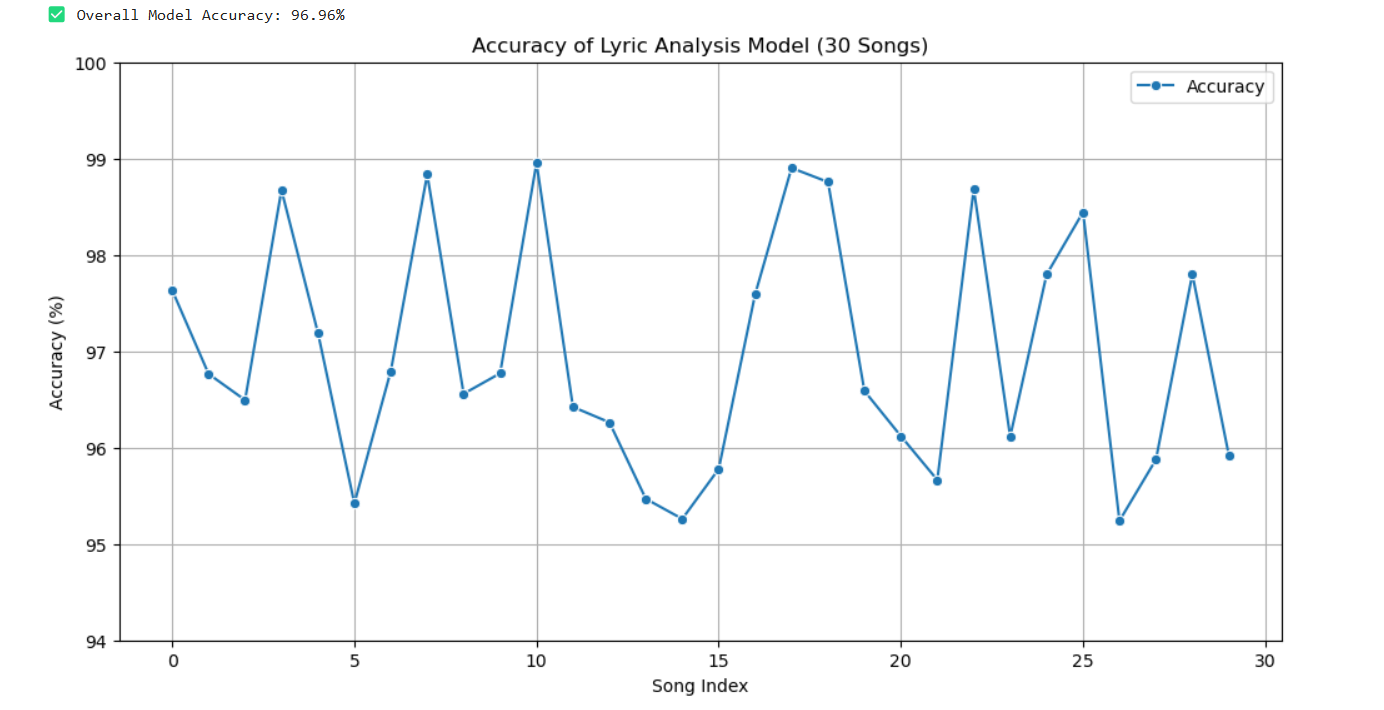 ✅ Overall Model Accuracy: 96.96%
Accuracy of Lyric Analysis Model (30 Songs)
100
99
98
97
96
95
94
Accuracy (%)
Accuracy
0 5 10 15 20 25 30
Song Index